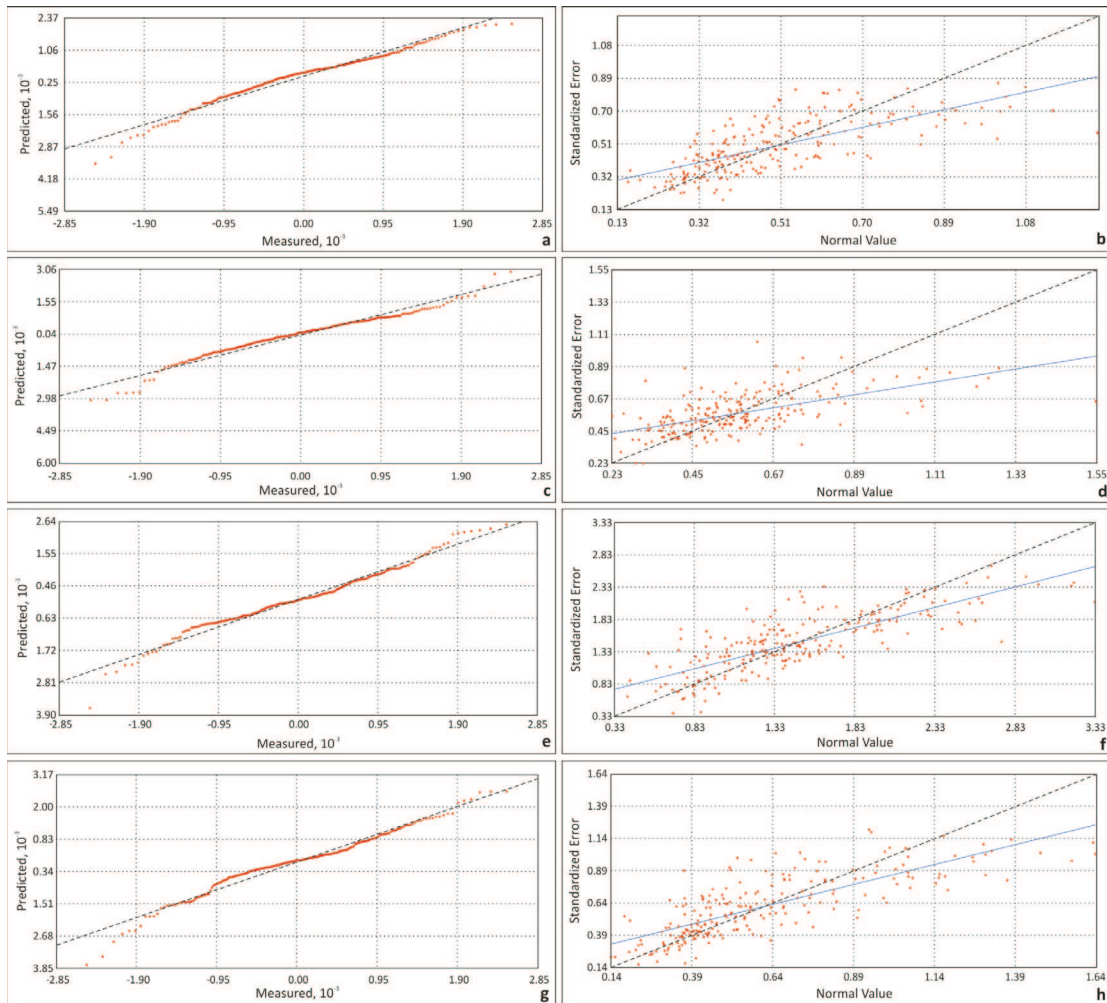 2.37
1.06
0.25
1.56
2.87
4.18
5.49
Predicted, 10⁻³
-2.85 -1.90 -0.95 0.00 0.95 1.90 2.85
Measured, 10⁻³
a
1.08
0.89
0.70
0.51
0.32
0.13
Standardized Error
0.13 0.32 0.51 0.70 0.89 1.08
Normal Value
b
3.06
1.55
0.04
1.47
2.98
4.49
6.00
Predicted, 10⁻³
-2.85 -1.90 -0.95 0.00 0.95 1.90 2.85
Measured, 10⁻³
c
1.55
1.33
1.11
0.89
0.67
0.45
0.23
Standardized Error
0.23 0.45 0.67 0.89 1.11 1.33 1.55
Normal Value
d
2.64
1.55
0.46
0.63
1.72
2.81
3.90
Predicted, 10⁻³
-2.85 -1.90 -0.95 0.00 0.95 1.90 2.85
Measured, 10⁻³
e
3.33
2.83
2.33
1.83
1.33
0.83
0.33
Standardized Error
0.33 0.83 1.33 1.83 2.33 2.83 3.33
Normal Value
f
3.17
2.00
0.83
0.34
1.51
2.68
3.85
Predicted, 10⁻³
-2.85 -1.90 -0.95 0.00 0.95 1.90 2.85
Measured, 10⁻³
g
1.64
1.39
1.14
0.89
0.64
0.39
0.14
Standardized Error
0.14 0.39 0.64 0.89 1.14 1.39 1.64
Normal Value
h